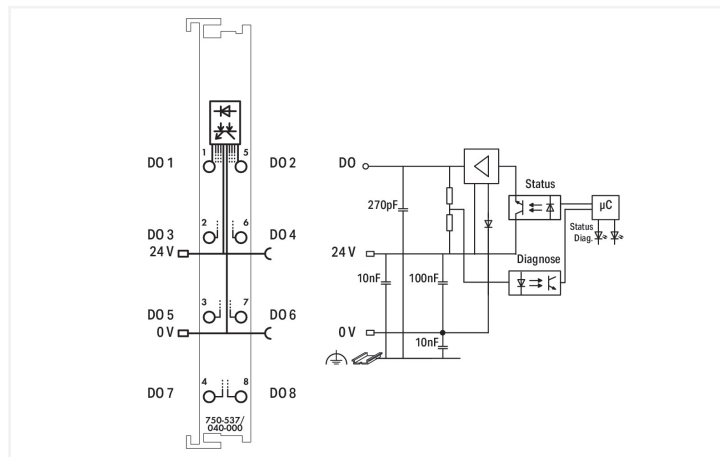 1 5
DO 1 DO 2
2 6
DO 3 DO 4
24 V
3 7
DO 5 DO 6
0 V
4 8
DO 7 DO 8
750-537/
040-000
DO
Status
270pF
µC
Status
Diag.
24 V
Diagnose
10nF 100nF
0 V
10nF